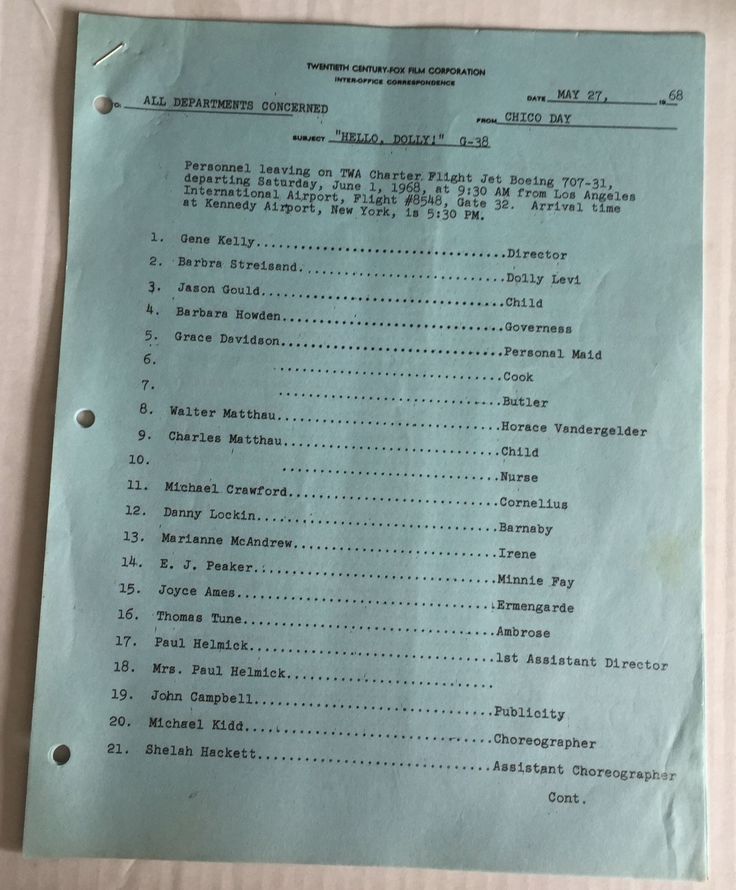 TWENTIETH CENTURY-FOX FILM CORPORATION
INTER-OFFICE CORRESPONDENCE
DATE MAY 27, 1968
TO ALL DEPARTMENTS CONCERNED
FROM CHICO DAY
SUBJECT "HELLO, DOLLY!" G-38
Personnel leaving on TWA Charter Flight Jet Boeing 707-31,
departing Saturday, June 1, 1968, at 9:30 AM from Los Angeles
International Airport, Flight #8548, Gate 32. Arrival time
at Kennedy Airport, New York, is 5:30 PM.
1. Gene Kelly..................................Director
2. Barbra Streisand............................Dolly Levi
3. Jason Gould.................................Child
4. Barbara Howden..............................Governess
5. Grace Davidson..............................Personal Maid
6. ..............................Cook
7. ..............................Butler
8. Walter Matthau..............................Horace Vandergelder
9. Charles Matthau.............................Child
10. .............................Nurse
11. Michael Crawford............................Cornelius
12. Danny Lockin................................Barnaby
13. Marianne McAndrew...........................Irene
14. E. J. Peaker................................Minnie Fay
15. Joyce Ames..................................Ermengarde
16. Thomas Tune.................................Ambrose
17. Paul Helmick................................1st Assistant Director
18. Mrs. Paul Helmick...........................
19. John Campbell...............................Publicity
20. Michael Kidd................................Choreographer
21. Shelah Hackett..............................Assistant Choreographer
Cont.